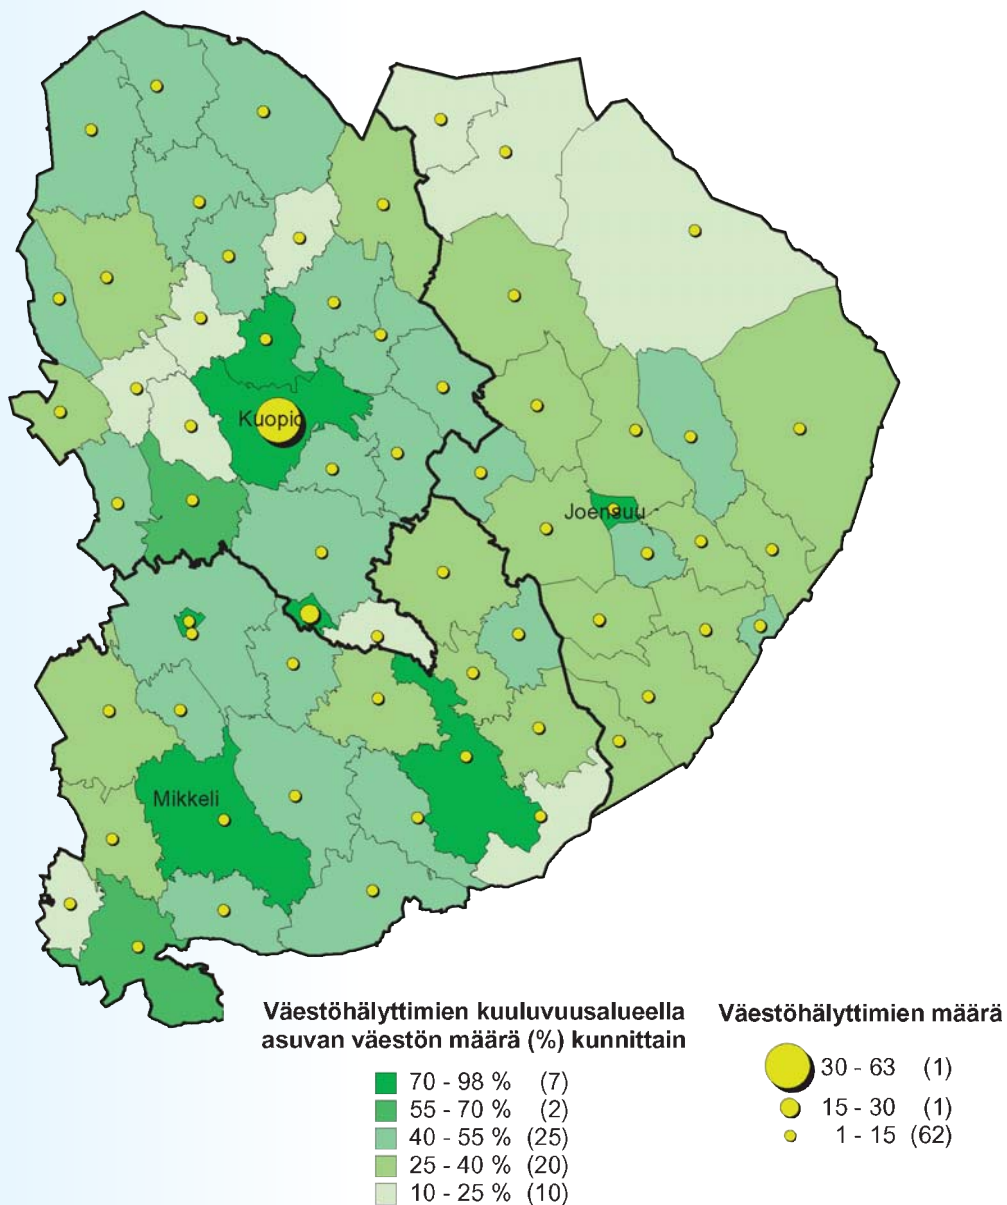 Kuopio
Joensuu
Mikkeli
Väestöhälyttimien kuuluvuusalueella
asuvan väestön määrä (%) kunnittain
70 - 98 % (7)
55 - 70 % (2)
40 - 55 % (25)
25 - 40 % (20)
10 - 25 % (10)
Väestöhälyttimien määrä
30 - 63 (1)
15 - 30 (1)
1 - 15 (62)